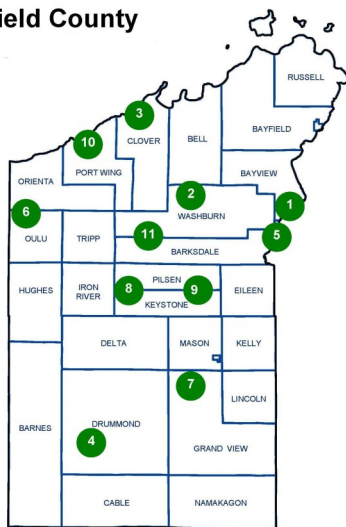 ield County
RUSSELL
3
10
CLOVER
BELL
BAYFIELD
ORIENTA
PORT WING
BAYVIEW
2
1
6
WASHBURN
OULU
TRIPP
11
5
BARKSDALE
HUGHES
IRON
RIVER
8
PILSEN
9
EILEEN
KEYSTONE
DELTA
MASON
KELLY
7
LINCOLN
BARNES
DRUMMOND
4
GRAND VIEW
CABLE
NAMAKAGON